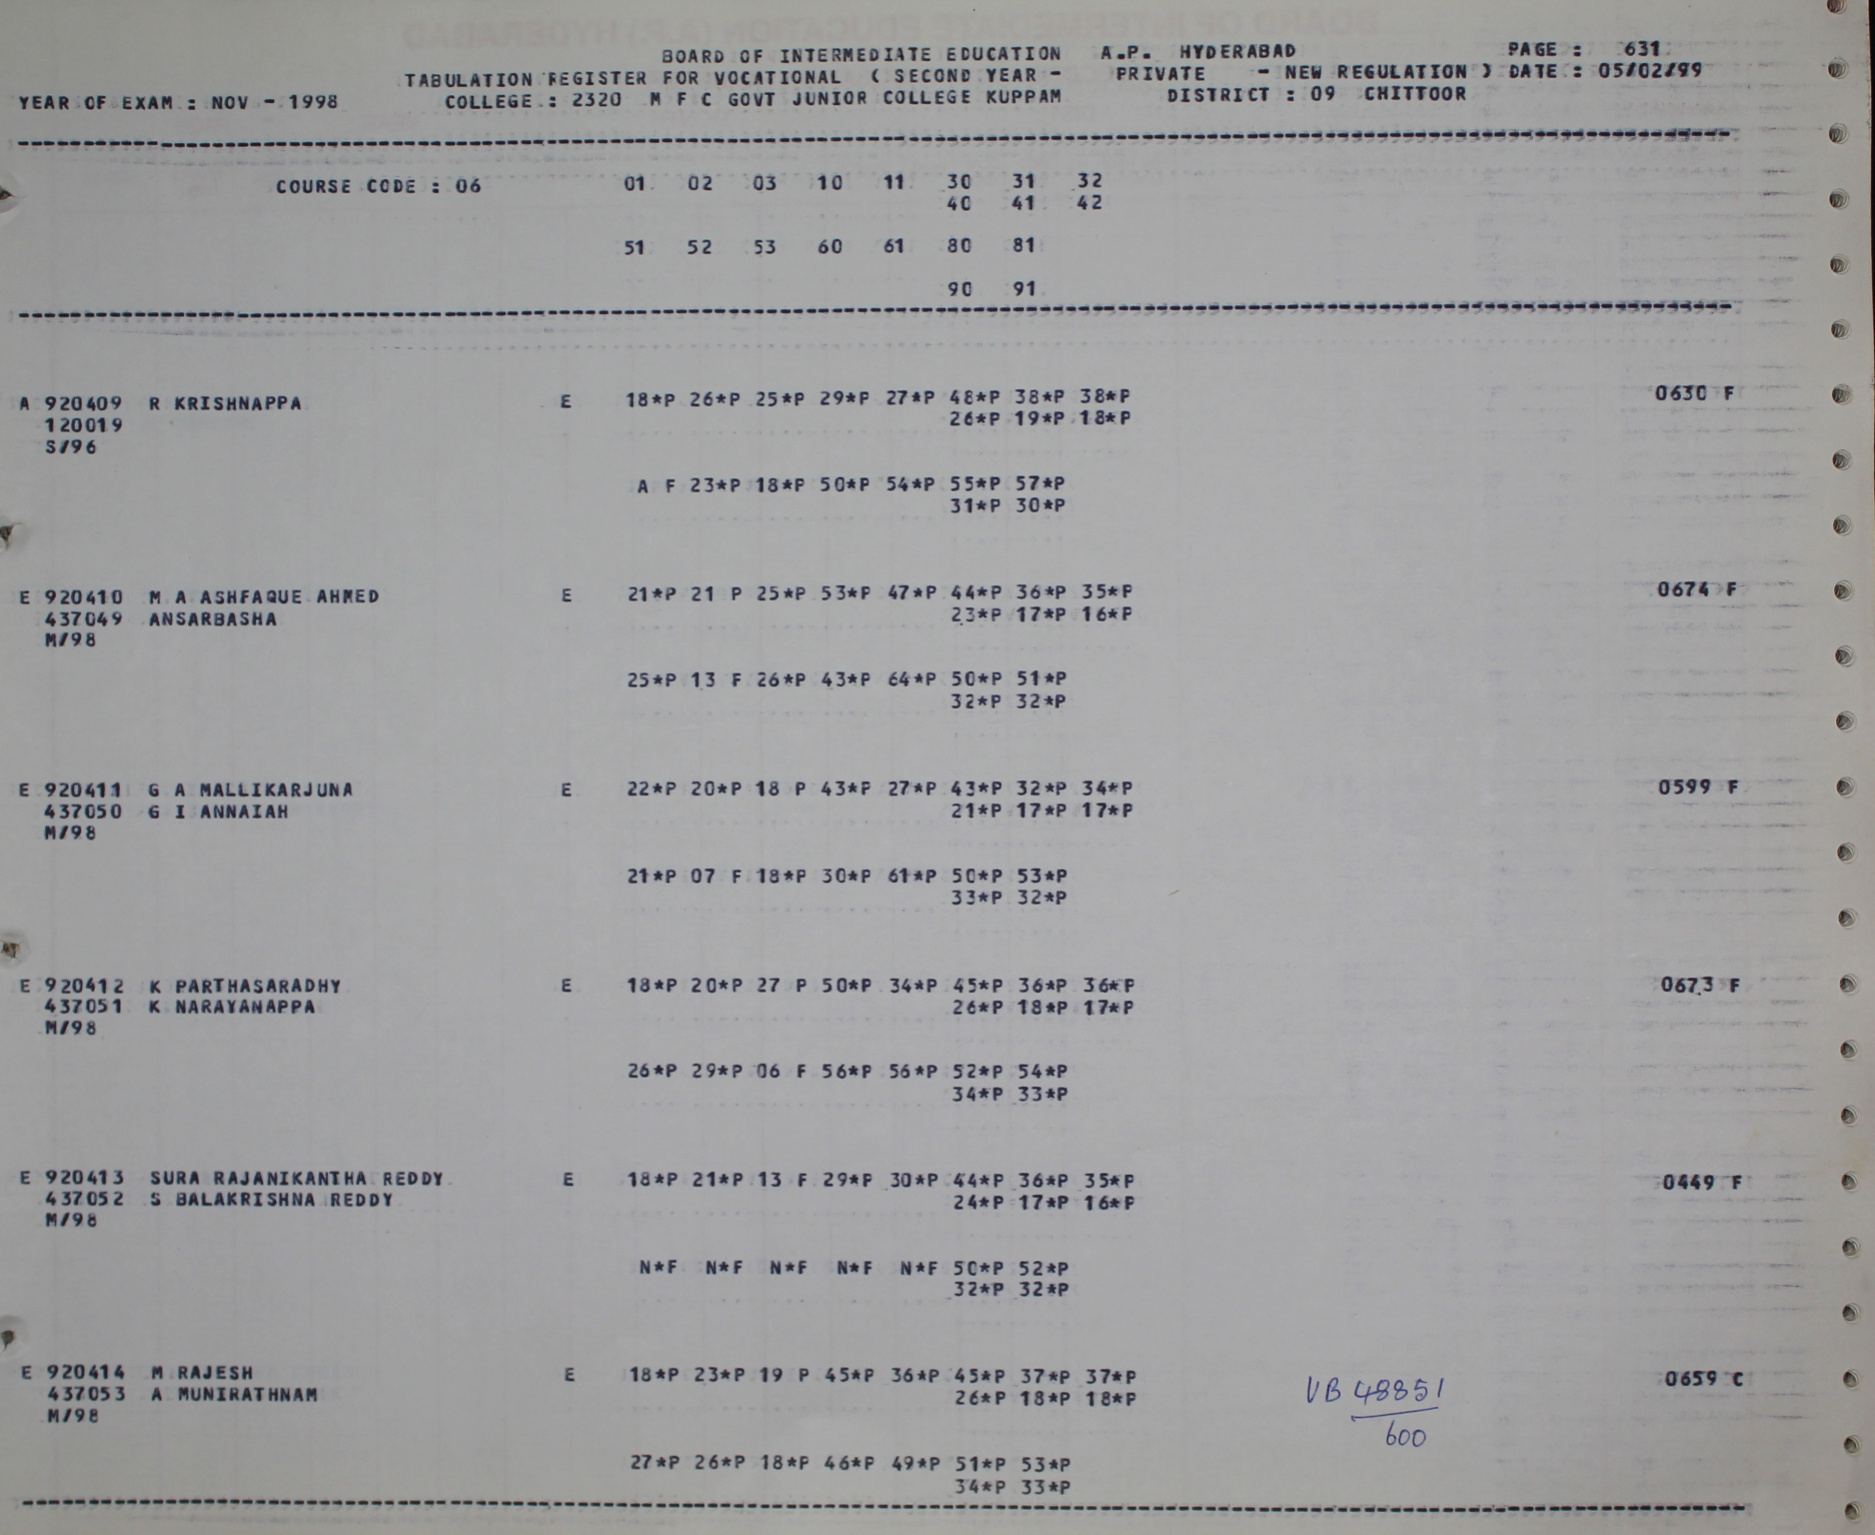 BOARD OF INTERMEDIATE EDUCATION A.P. HYDERABAD PAGE : 631
TABULATION REGISTER FOR VOCATIONAL ( SECOND YEAR - PRIVATE - NEW REGULATION ) DATE : 05/02/99
YEAR OF EXAM : NOV - 1998 COLLEGE : 2320 M F C GOVT JUNIOR COLLEGE KUPPAM DISTRICT : 09 CHITTOOR
COURSE CODE : 06 01 02 03 10 11 30 31 32
40 41 42
51 52 53 60 61 80 81
90 91
A 920409 R KRISHNAPPA E 18*P 26*P 25*P 29*P 27*P 48*P 38*P 38*P 0630 F
120019 26*P 19*P 18*P
S/96
A F 23*P 18*P 50*P 54*P 55*P 57*P
31*P 30*P
E 920410 M A ASHFAQUE AHMED E 21*P 21 P 25*P 53*P 47*P 44*P 36*P 35*P 0674 F
437049 ANSARBASHA 23*P 17*P 16*P
M/98
25*P 13 F 26*P 43*P 64*P 50*P 51*P
32*P 32*P
E 920411 G A MALLIKARJUNA E 22*P 20*P 18 P 43*P 27*P 43*P 32*P 34*P 0599 F
437050 G I ANNAIAH 21*P 17*P 17*P
M/98
21*P 07 F 18*P 30*P 61*P 50*P 53*P
33*P 32*P
E 920412 K PARTHASARADHY E 18*P 20*P 27 P 50*P 34*P 45*P 36*P 36*P 0673 F
437051 K NARAYANAPPA 26*P 18*P 17*P
M/98
26*P 29*P 06 F 56*P 56*P 52*P 54*P
34*P 33*P
E 920413 SURA RAJANIKANTHA REDDY E 18*P 21*P 13 F 29*P 30*P 44*P 36*P 35*P 0449 F
437052 S BALAKRISHNA REDDY 24*P 17*P 16*P
M/98
N*F N*F N*F N*F N*F 50*P 52*P
32*P 32*P
E 920414 M RAJESH E 18*P 23*P 19 P 45*P 36*P 45*P 37*P 37*P 0659 C
437053 A MUNIRATHNAM 26*P 18*P 18*P VB 48851
M/98 600
27*P 26*P 18*P 46*P 49*P 51*P 53*P
34*P 33*P